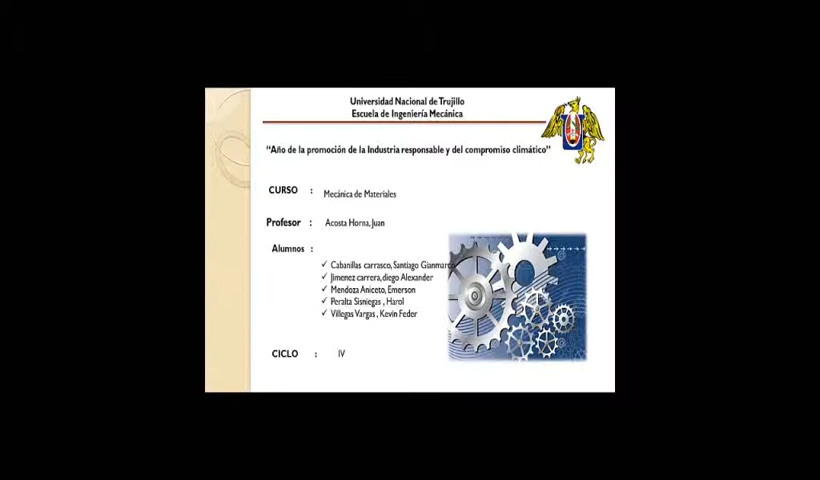 Universidad Nacional de Trujillo
Escuela de Ingeniería Mecánica
“Año de la promoción de la Industria responsable y del compromiso climático”
CURSO : Mecánica de Materiales
Profesor : Acosta Horna, Juan
Alumnos :
✓ Cabanillas carrasco, Santiago Gianmarco
✓ Jimenez carrera, diego Alexander
✓ Mendoza Aniceto, Emerson
✓ Peralta Sisniegas , Harol
✓ Villegas Vargas , Kevin Feder
CICLO : IV